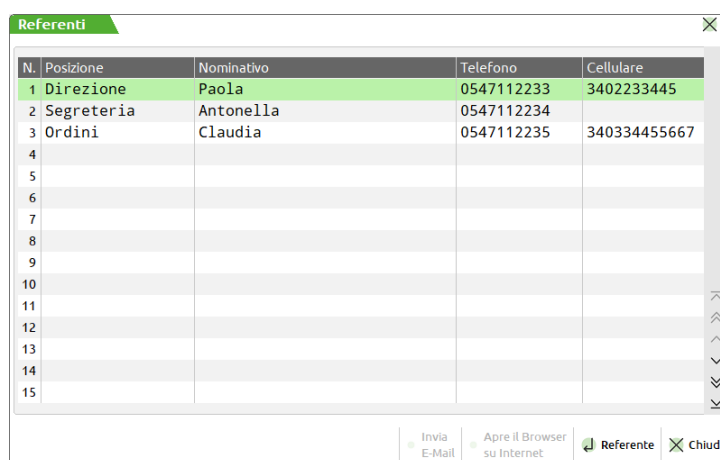 Referenti
N. Posizione Nominativo Telefono Cellulare
1 Direzione Paola 0547112233 3402233445
2 Segreteria Antonella 0547112234
3 Ordini Claudia 0547112235 340334455667
4
5
6
7
8
9
10
11
12
13
14
15
Invia E-Mail
Apre il Browser su Internet
Referente
Chiud